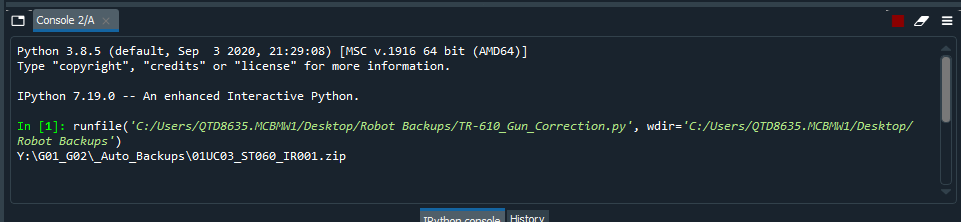 Console 2/A
Python 3.8.5 (default, Sep  3 2020, 21:29:08) [MSC v.1916 64 bit (AMD64)]
Type "copyright", "credits" or "license" for more information.
IPython 7.19.0 -- An enhanced Interactive Python.
In [1]: runfile('C:/Users/QTD8635.MCBMW1/Desktop/Robot Backups/TR-610_Gun_Correction.py', wdir='C:/Users/QTD8635.MCBMW1/Desktop/
Robot Backups')
Y:\G01_G02\_Auto_Backups\01UC03_ST060_IR001.zip
IPython console History